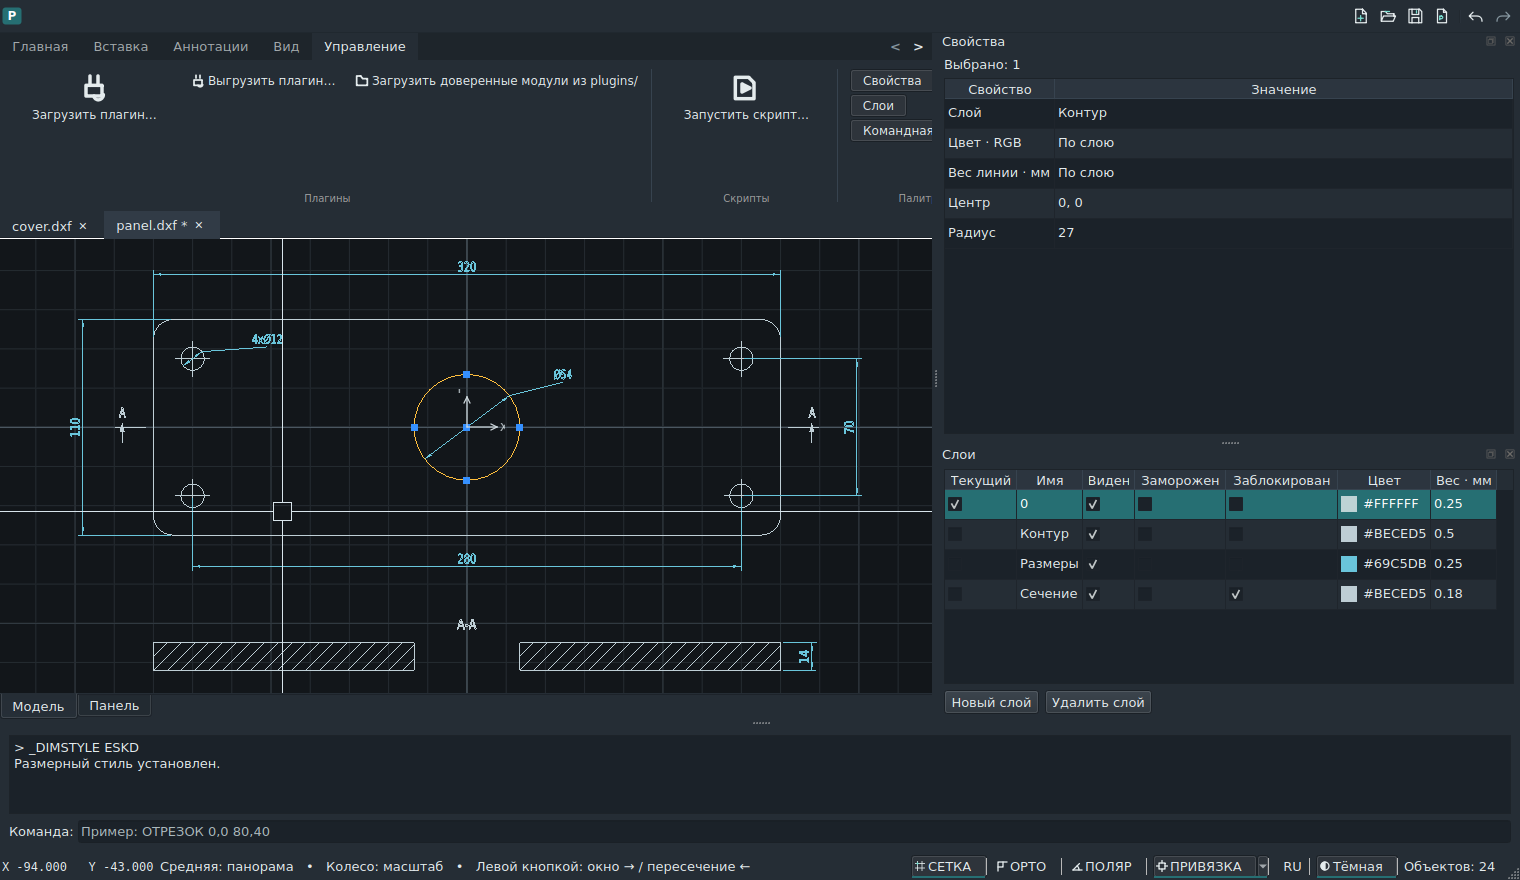 P
Главная Вставка Аннотации Вид Управление < >
Загрузить плагин...
Выгрузить плагин...
Загрузить доверенные модули из plugins/
Плагины
Запустить скрипт...
Скрипты
Свойства
Слои
Командная
Палит
cover.dxf × panel.dxf * ×
320
4xØ12
Ø54
A A
110
70
X
280
A-A
14
Модель Панель
Свойства
Выбрано: 1
Свойство Значение
Слой Контур
Цвет · RGB По слою
Вес линии · мм По слою
Центр 0, 0
Радиус 27
Слои
Текущий Имя Виден Заморожен Заблокирован Цвет Вес · мм
0 #FFFFFF 0.25
Контур #BECED5 0.5
Размеры #69C5DB 0.25
Сечение #BECED5 0.18
Новый слой Удалить слой
> _DIMSTYLE ESKD
Размерный стиль установлен.
Команда: Пример: ОТРЕЗОК 0,0 80,40
X -94.000 Y -43.000 Средняя: панорама • Колесо: масштаб • Левой кнопкой: окно → / пересечение ← СЕТКА ОРТО ПОЛЯР ПРИВЯЗКА RU Тёмная Объектов: 24